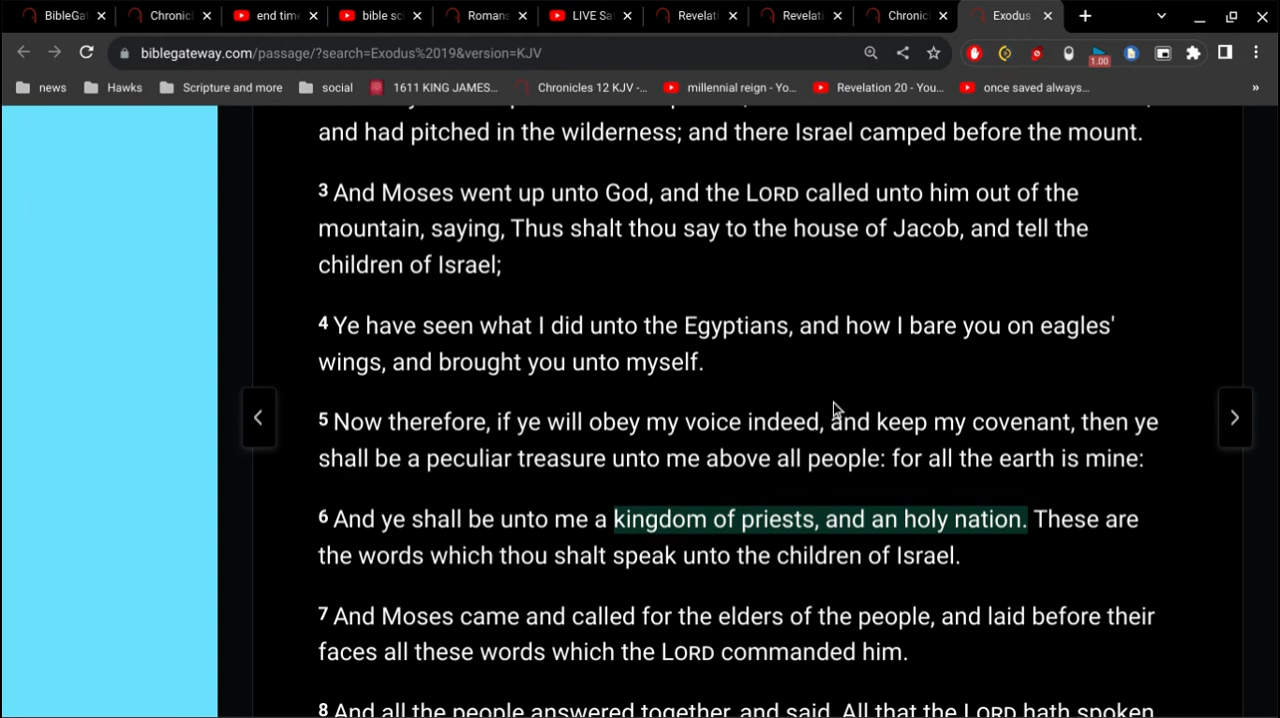 BibleGat
Chronicl
end time
bible sc
Romans
LIVE Sa
Revelati
Revelati
Chronicl
Exodus
biblegateway.com/passage/?search=Exodus%2019&version=KJV
1.00
news
Hawks
Scripture and more
social
1611 KING JAMES...
Chronicles 12 KJV -...
millennial reign - Yo...
Revelation 20 - You...
once saved always...
»
and had pitched in the wilderness; and there Israel camped before the mount.
3 And Moses went up unto God, and the LORD called unto him out of the
mountain, saying, Thus shalt thou say to the house of Jacob, and tell the
children of Israel;
4 Ye have seen what I did unto the Egyptians, and how I bare you on eagles'
wings, and brought you unto myself.
5 Now therefore, if ye will obey my voice indeed, and keep my covenant, then ye
shall be a peculiar treasure unto me above all people: for all the earth is mine:
6 And ye shall be unto me a kingdom of priests, and an holy nation. These are
the words which thou shalt speak unto the children of Israel.
7 And Moses came and called for the elders of the people, and laid before their
faces all these words which the LORD commanded him.
8 And all the people answered together, and said, All that the LORD hath spoken